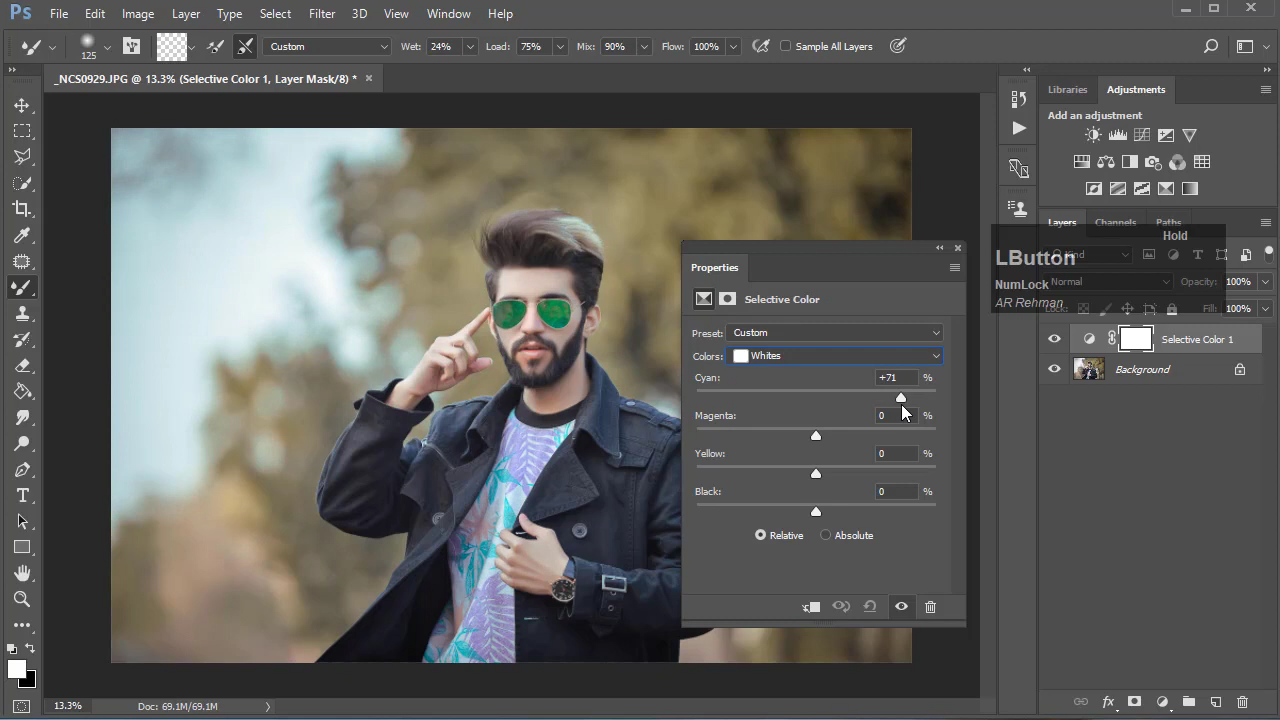 Ps File Edit Image Layer Type Select Filter 3D View Window Help
125 Custom Wet: 24% Load: 75% Mix: 90% Flow: 100% Sample All Layers
_NCS0929.JPG @ 13.3% (Selective Color 1, Layer Mask/8) *
Libraries Adjustments
Add an adjustment
Layers Channels Paths
Hold
LButton
Kind
NumLock
Normal Opacity: 100%
AR Rehman
Lock: Fill: 100%
Selective Color 1
Background
Properties
Selective Color
Preset: Custom
Colors: Whites
Cyan: +71 %
Magenta: 0 %
Yellow: 0 %
Black: 0 %
Relative Absolute
T
13.3% Doc: 69.1M/69.1M
fx